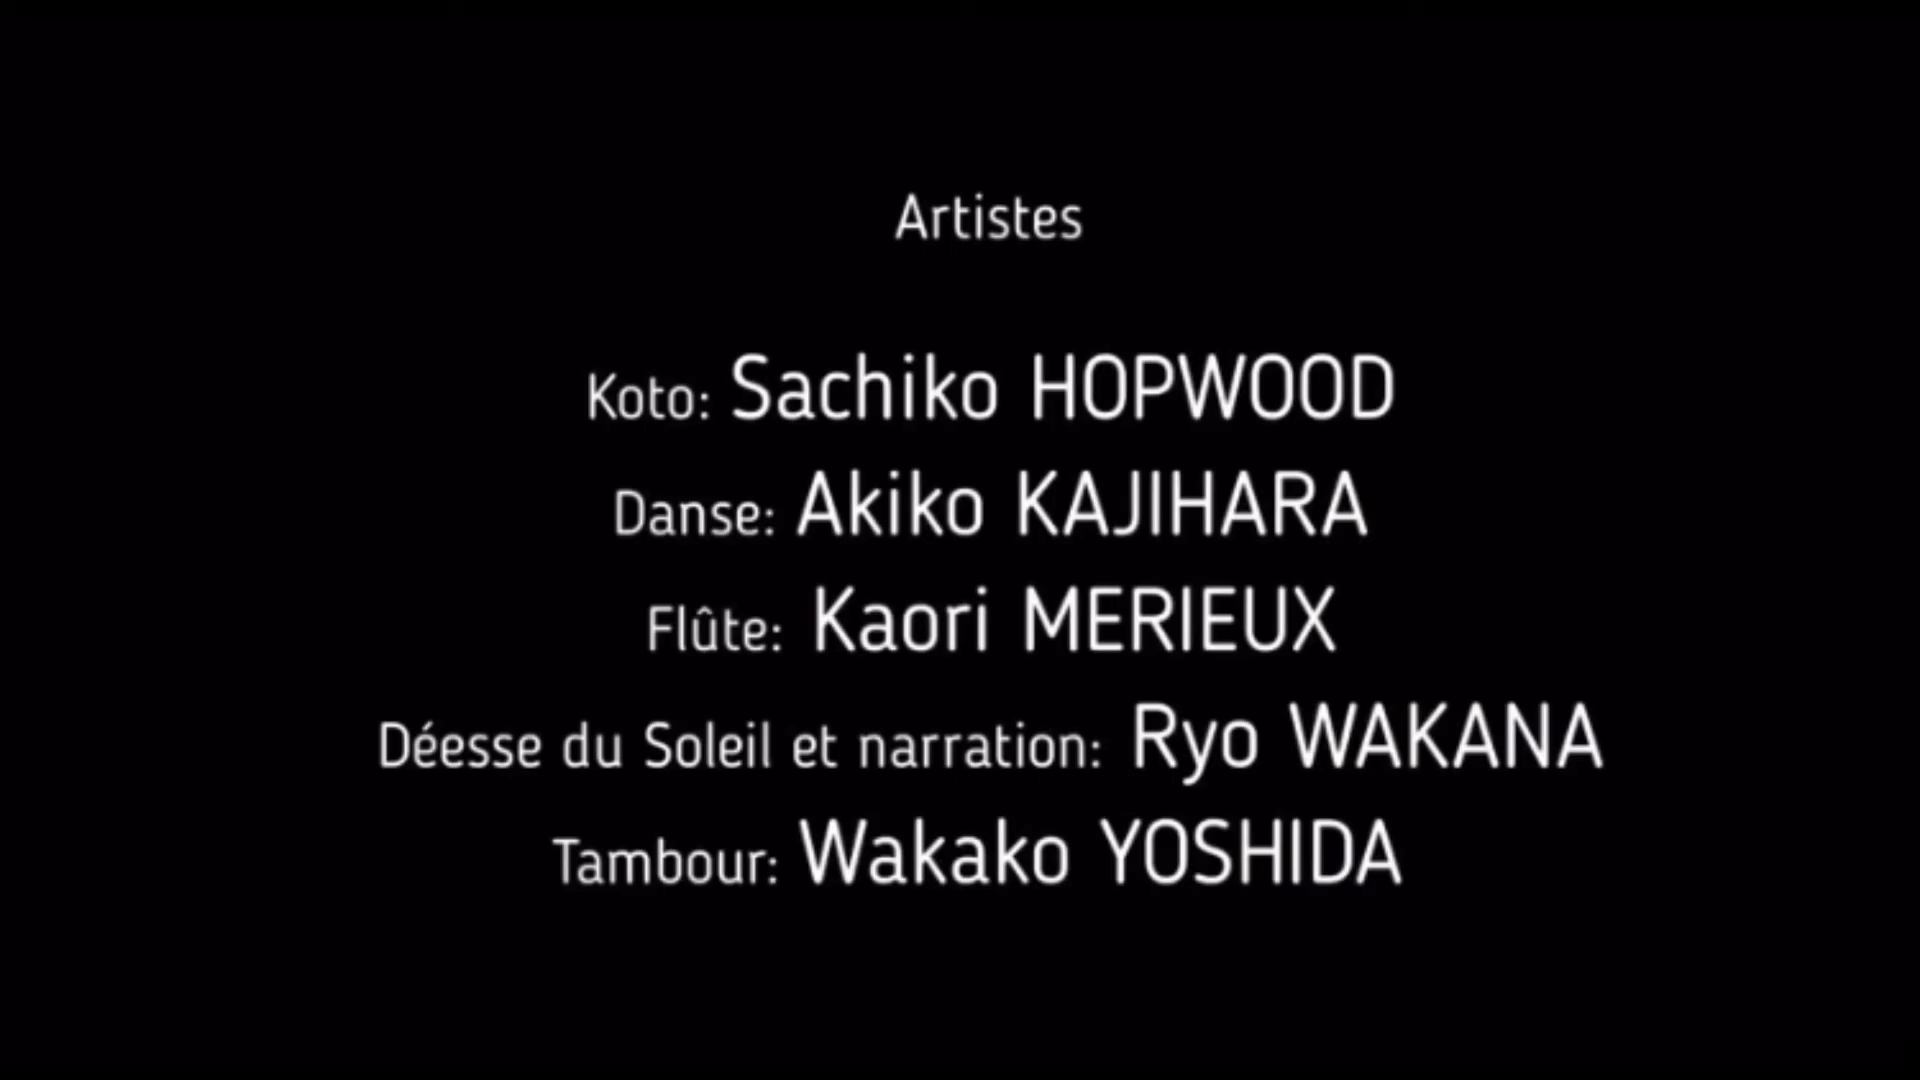 Artistes
Koto: Sachiko HOPWOOD
Danse: Akiko KAJIHARA
Flûte: Kaori MERIEUX
Déesse du Soleil et narration: Ryo WAKANA
Tambour: Wakako YOSHIDA